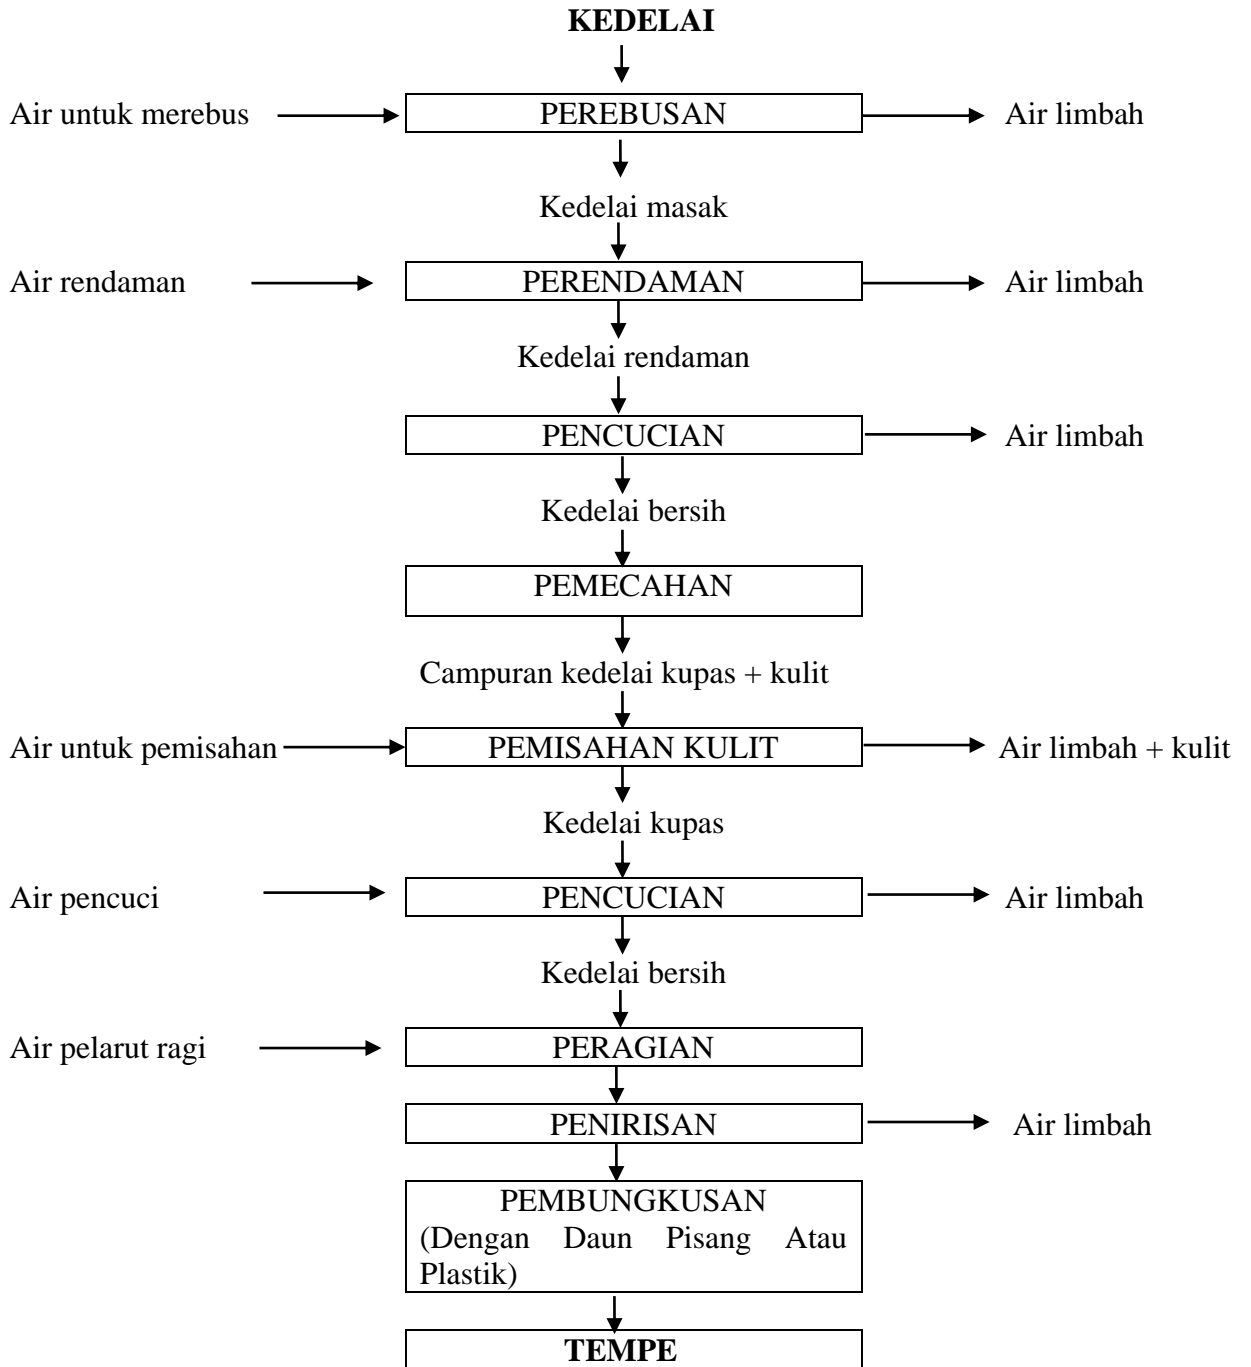 KEDELAI
Air untuk merebus
PEREBUSAN
Air limbah
Kedelai masak
Air rendaman
PERENDAMAN
Air limbah
Kedelai rendaman
PENCUCIAN
Air limbah
Kedelai bersih
PEMECAHAN
Campuran kedelai kupas + kulit
Air untuk pemisahan
PEMISAHAN KULIT
Air limbah + kulit
Kedelai kupas
Air pencuci
PENCUCIAN
Air limbah
Kedelai bersih
Air pelarut ragi
PERAGIAN
PENIRISAN
Air limbah
PEMBUNGKUSAN
(Dengan Daun Pisang Atau
Plastik)
TEMPE